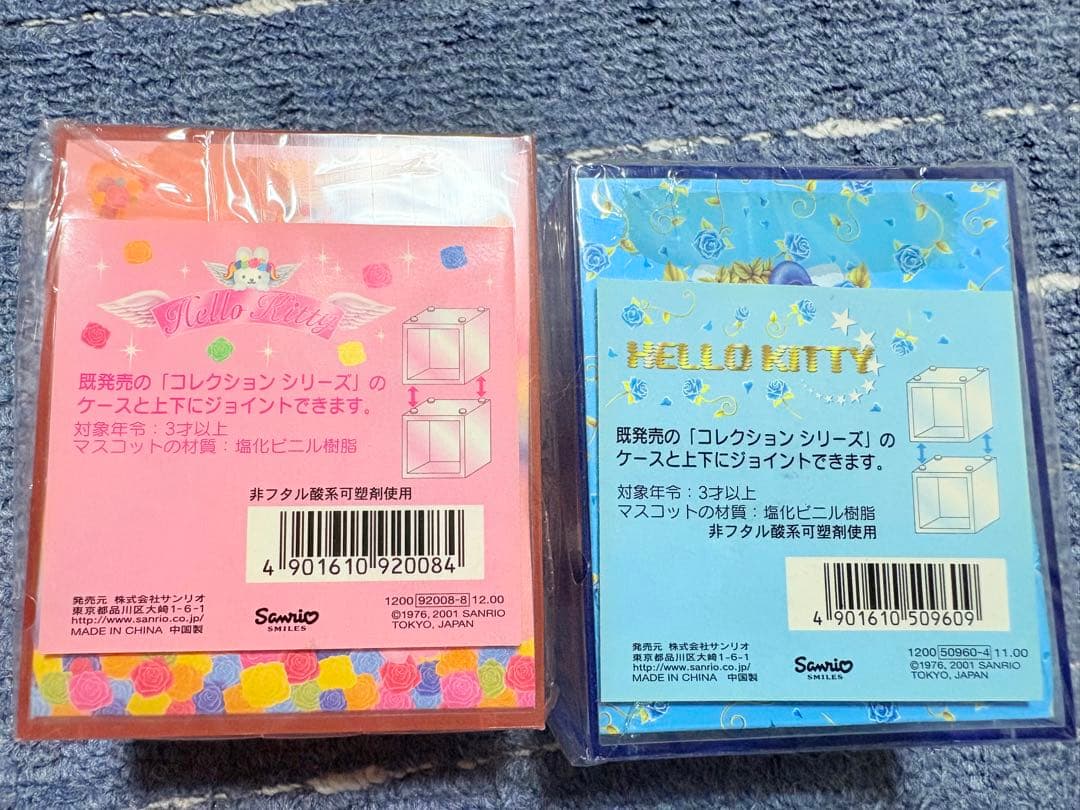 Hello Kitty
既発売の「コレクション シリーズ」の
ケースと上下にジョイントできます。
対象年令：3才以上
マスコットの材質：塩化ビニル樹脂
非フタル酸系可塑剤使用
4 901610 920084
発売元 株式会社サンリオ
東京都品川区大崎1-6-1
http://www.sanrio.co.jp/
MADE IN CHINA 中国製
Sanrio
SMILES
1200 92008-8 12.00
©1976, 2001 SANRIO
TOKYO, JAPAN
HELLO KITTY
既発売の「コレクション シリーズ」の
ケースと上下にジョイントできます。
対象年令：3才以上
マスコットの材質：塩化ビニル樹脂
非フタル酸系可塑剤使用
4 901610 509609
発売元 株式会社サンリオ
東京都品川区大崎1-6-1
http://www.sanrio.co.jp/
MADE IN CHINA 中国製
Sanrio
SMILES
1200 50960-4 11.00
©1976, 2001 SANRIO
TOKYO, JAPAN